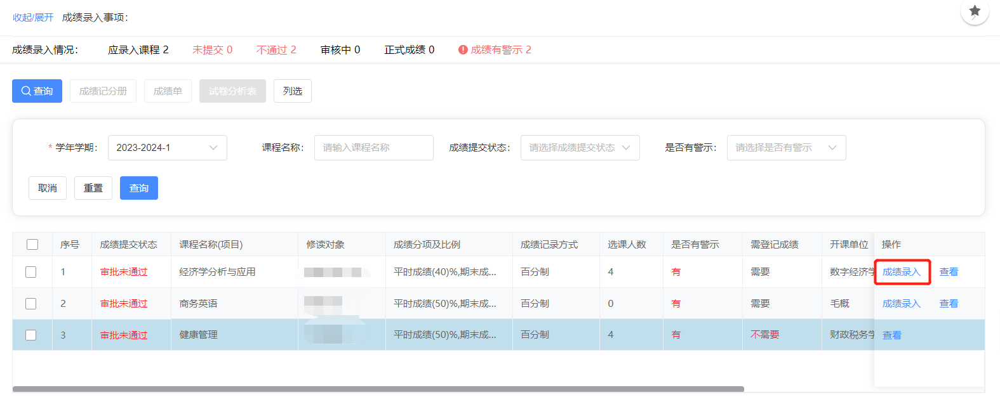 收起/展开 成绩录入事项：
成绩录入情况： 应录入课程 2 未提交 0 不通过 2 审核中 0 正式成绩 0 成绩有警示 2
查询 成绩记分册 成绩单 试卷分析表 列选
* 学年学期： 2023-2024-1 课程名称： 请输入课程名称 成绩提交状态： 请选择成绩提交状态 是否有警示： 请选择是否有警示
取消 重置 查询
序号 成绩提交状态 课程名称(项目) 修读对象 成绩分项及比例 成绩记录方式 选课人数 是否有警示 需登记成绩 开课单位 操作
1 审批未通过 经济学分析与应用 平时成绩(40)%,期末成... 百分制 4 有 需要 数字经济学 成绩录入 查看
2 审批未通过 商务英语 平时成绩(50)%,期末成... 百分制 0 有 需要 毛概 成绩录入 查看
3 审批未通过 健康管理 平时成绩(50)%,期末成... 百分制 4 有 不需要 财政税务学 查看